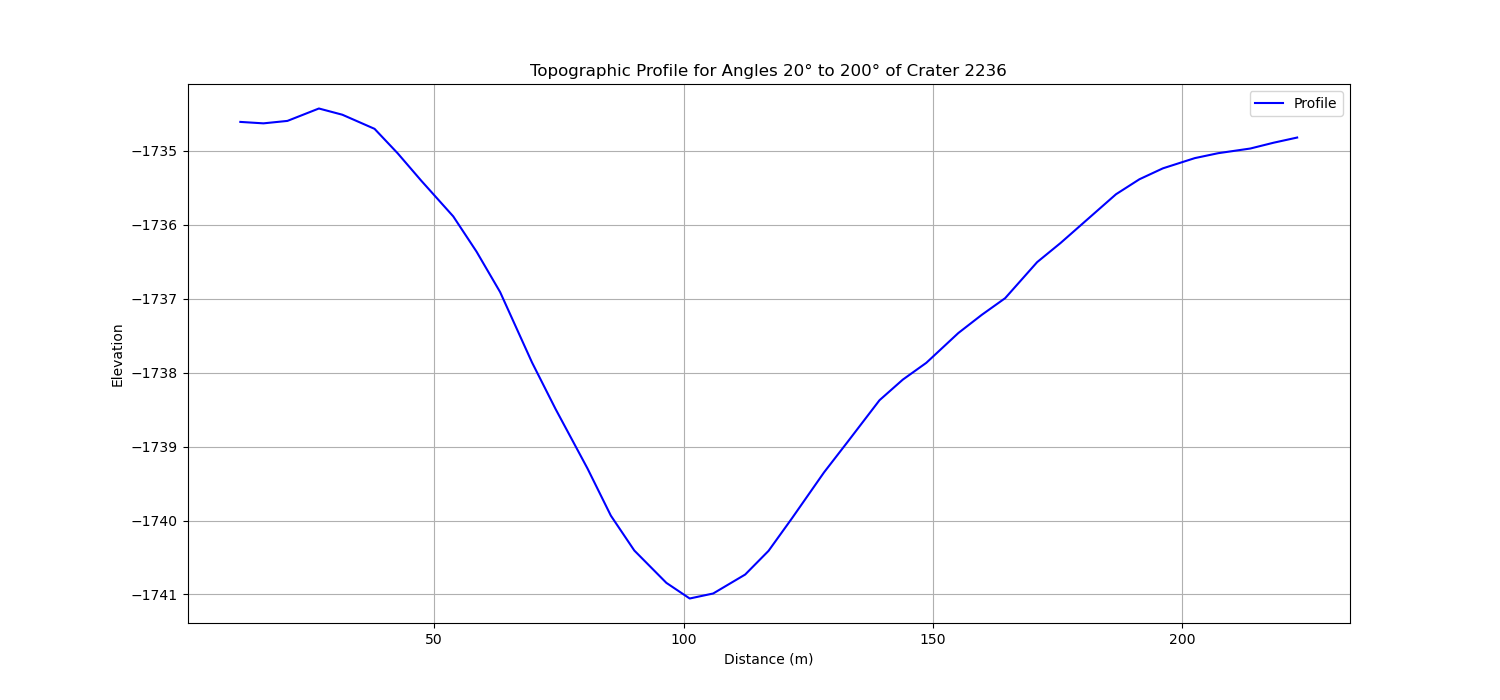 Topographic Profile for Angles 20° to 200° of Crater 2236
Profile
−1735
−1736
−1737
−1738
−1739
−1740
−1741
Elevation
50
100
150
200
Distance (m)